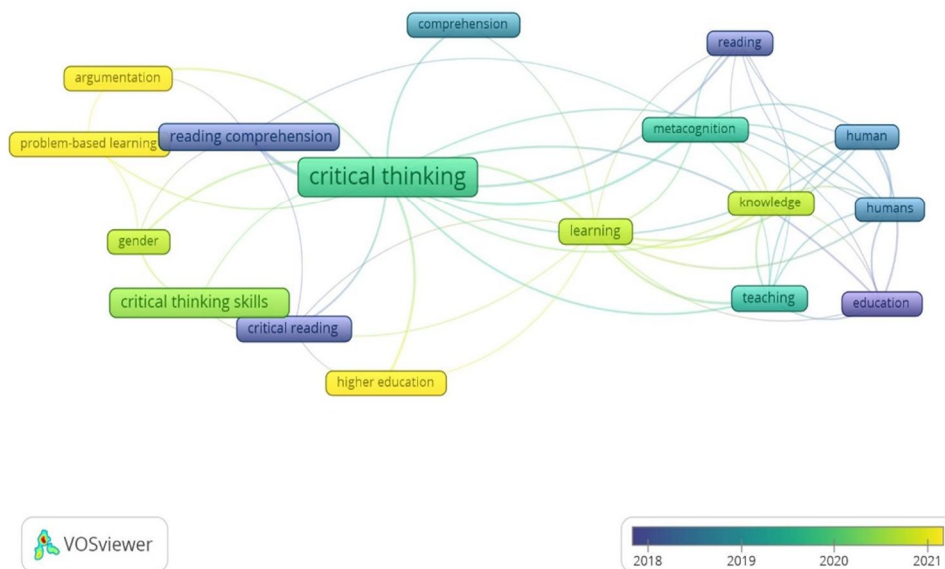 comprehension
reading
argumentation
metacognition
reading comprehension
human
problem-based learning
critical thinking
knowledge
humans
learning
gender
teaching
education
critical thinking skills
critical reading
higher education
VOSviewer
2018 2019 2020 2021